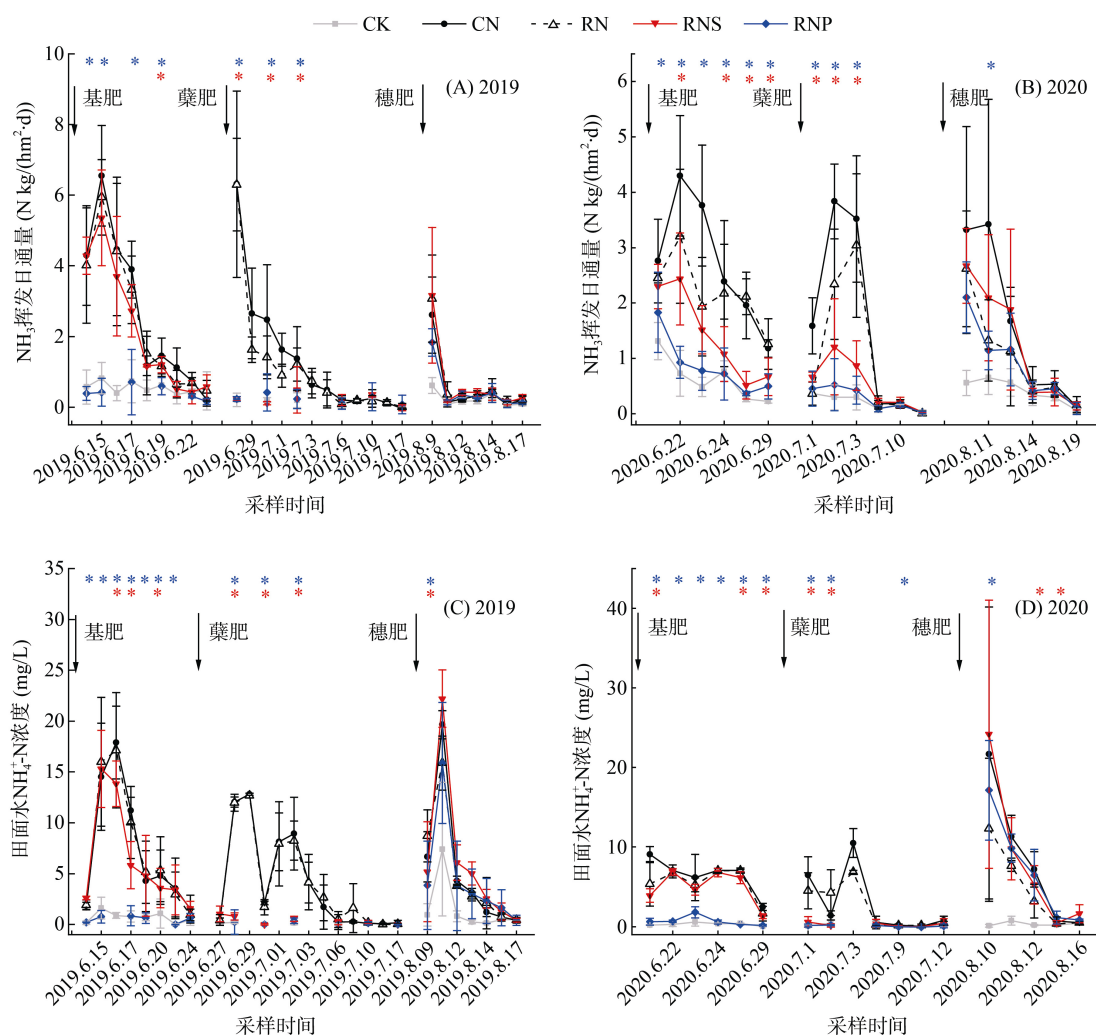 CK CN RN RNS RNP
NH₃挥发日通量 (N kg/(hm²·d))
10
8
6
4
2
0
* * * * * * *
* * * *
基肥 蘖肥 穗肥 (A) 2019
2019.6.15 2019.6.17 2019.6.19 2019.6.22 2019.6.29 2019.7.1 2019.7.3 2019.7.6 2019.7.10 2019.7.17 2019.8.9 2019.8.12 2019.8.14 2019.8.17
采样时间
NH₃挥发日通量 (N kg/(hm²·d))
6
5
4
3
2
1
0
* * * * * * * * * *
* * * * * * *
基肥 蘖肥 穗肥 (B) 2020
2020.6.22 2020.6.24 2020.6.29 2020.7.1 2020.7.3 2020.7.10 2020.8.11 2020.8.14 2020.8.19
采样时间
田面水NH₄⁺-N浓度 (mg/L)
35
30
25
20
15
10
5
0
* * * * * * * * * * *
* * * * * * *
基肥 蘖肥 穗肥 (C) 2019
2019.6.15 2019.6.17 2019.6.20 2019.6.24 2019.6.27 2019.6.29 2019.7.01 2019.7.03 2019.7.06 2019.7.10 2019.7.17 2019.8.09 2019.8.12 2019.8.14 2019.8.17
采样时间
田面水NH₄⁺-N浓度 (mg/L)
40
30
20
10
0
* * * * * * * * * *
* * * * * * *
基肥 蘖肥 穗肥 (D) 2020
2020.6.22 2020.6.24 2020.6.29 2020.7.1 2020.7.3 2020.7.9 2020.7.12 2020.8.10 2020.8.12 2020.8.16
采样时间